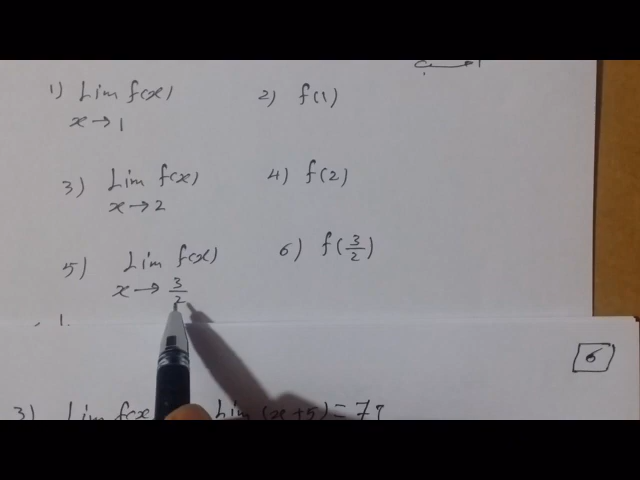 1) Lim f(x) 2) f(1)
x → 1
3) Lim f(x) 4) f(2)
x → 2
5) Lim f(x) 6) f(3/2)
x → 3/2
6
3) Lim f(x) Lim (x+5) = 7